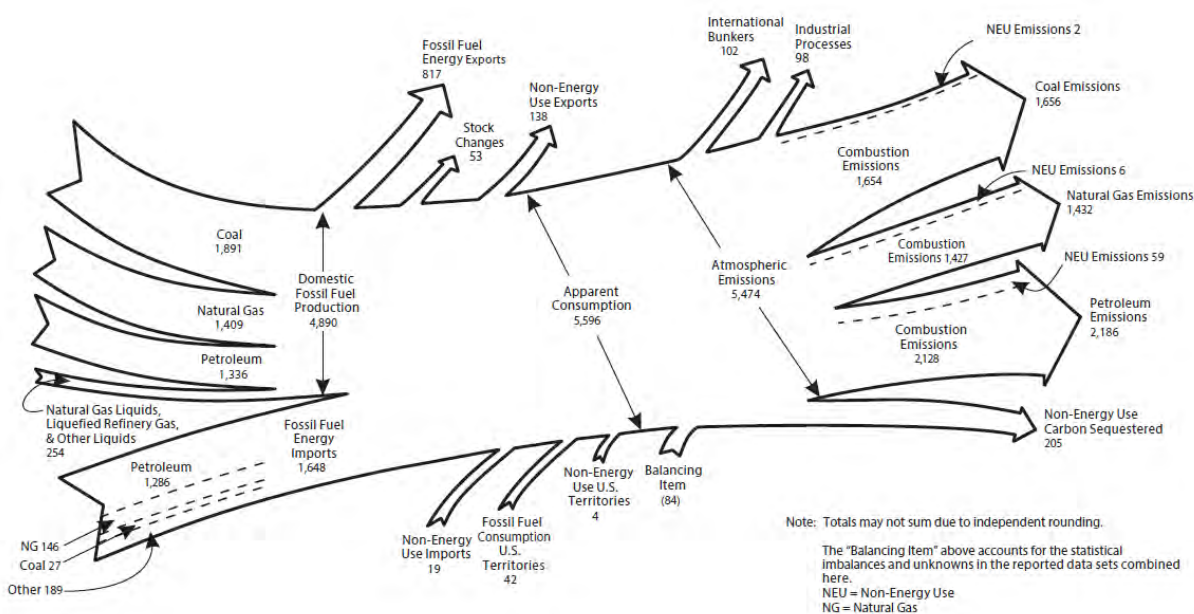 Fossil Fuel
Energy Exports
817
Stock
Changes
53
Non-Energy
Use Exports
138
International
Bunkers
102
Industrial
Processes
98
NEU Emissions 2
Coal Emissions
1,656
Combustion
Emissions
1,654
NEU Emissions 6
Natural Gas Emissions
1,432
Combustion
Emissions 1,427
NEU Emissions 59
Petroleum
Emissions
2,186
Combustion
Emissions
2,128
Non-Energy Use
Carbon Sequestered
205
Coal
1,891
Natural Gas
1,409
Petroleum
1,336
Natural Gas Liquids,
Liquefied Refinery Gas,
& Other Liquids
254
Domestic
Fossil Fuel
Production
4,890
Apparent
Consumption
5,596
Atmospheric
Emissions
5,474
Fossil Fuel
Energy
Imports
1,648
Petroleum
1,286
NG 146
Coal 27
Other 189
Non-Energy
Use Imports
19
Fossil Fuel
Consumption
U.S.
Territories
42
Non-Energy
Use U.S.
Territories
4
Balancing
Item
(84)
Note: Totals may not sum due to independent rounding.
The "Balancing Item" above accounts for the statistical
imbalances and unknowns in the reported data sets combined
here.
NEU = Non-Energy Use
NG = Natural Gas